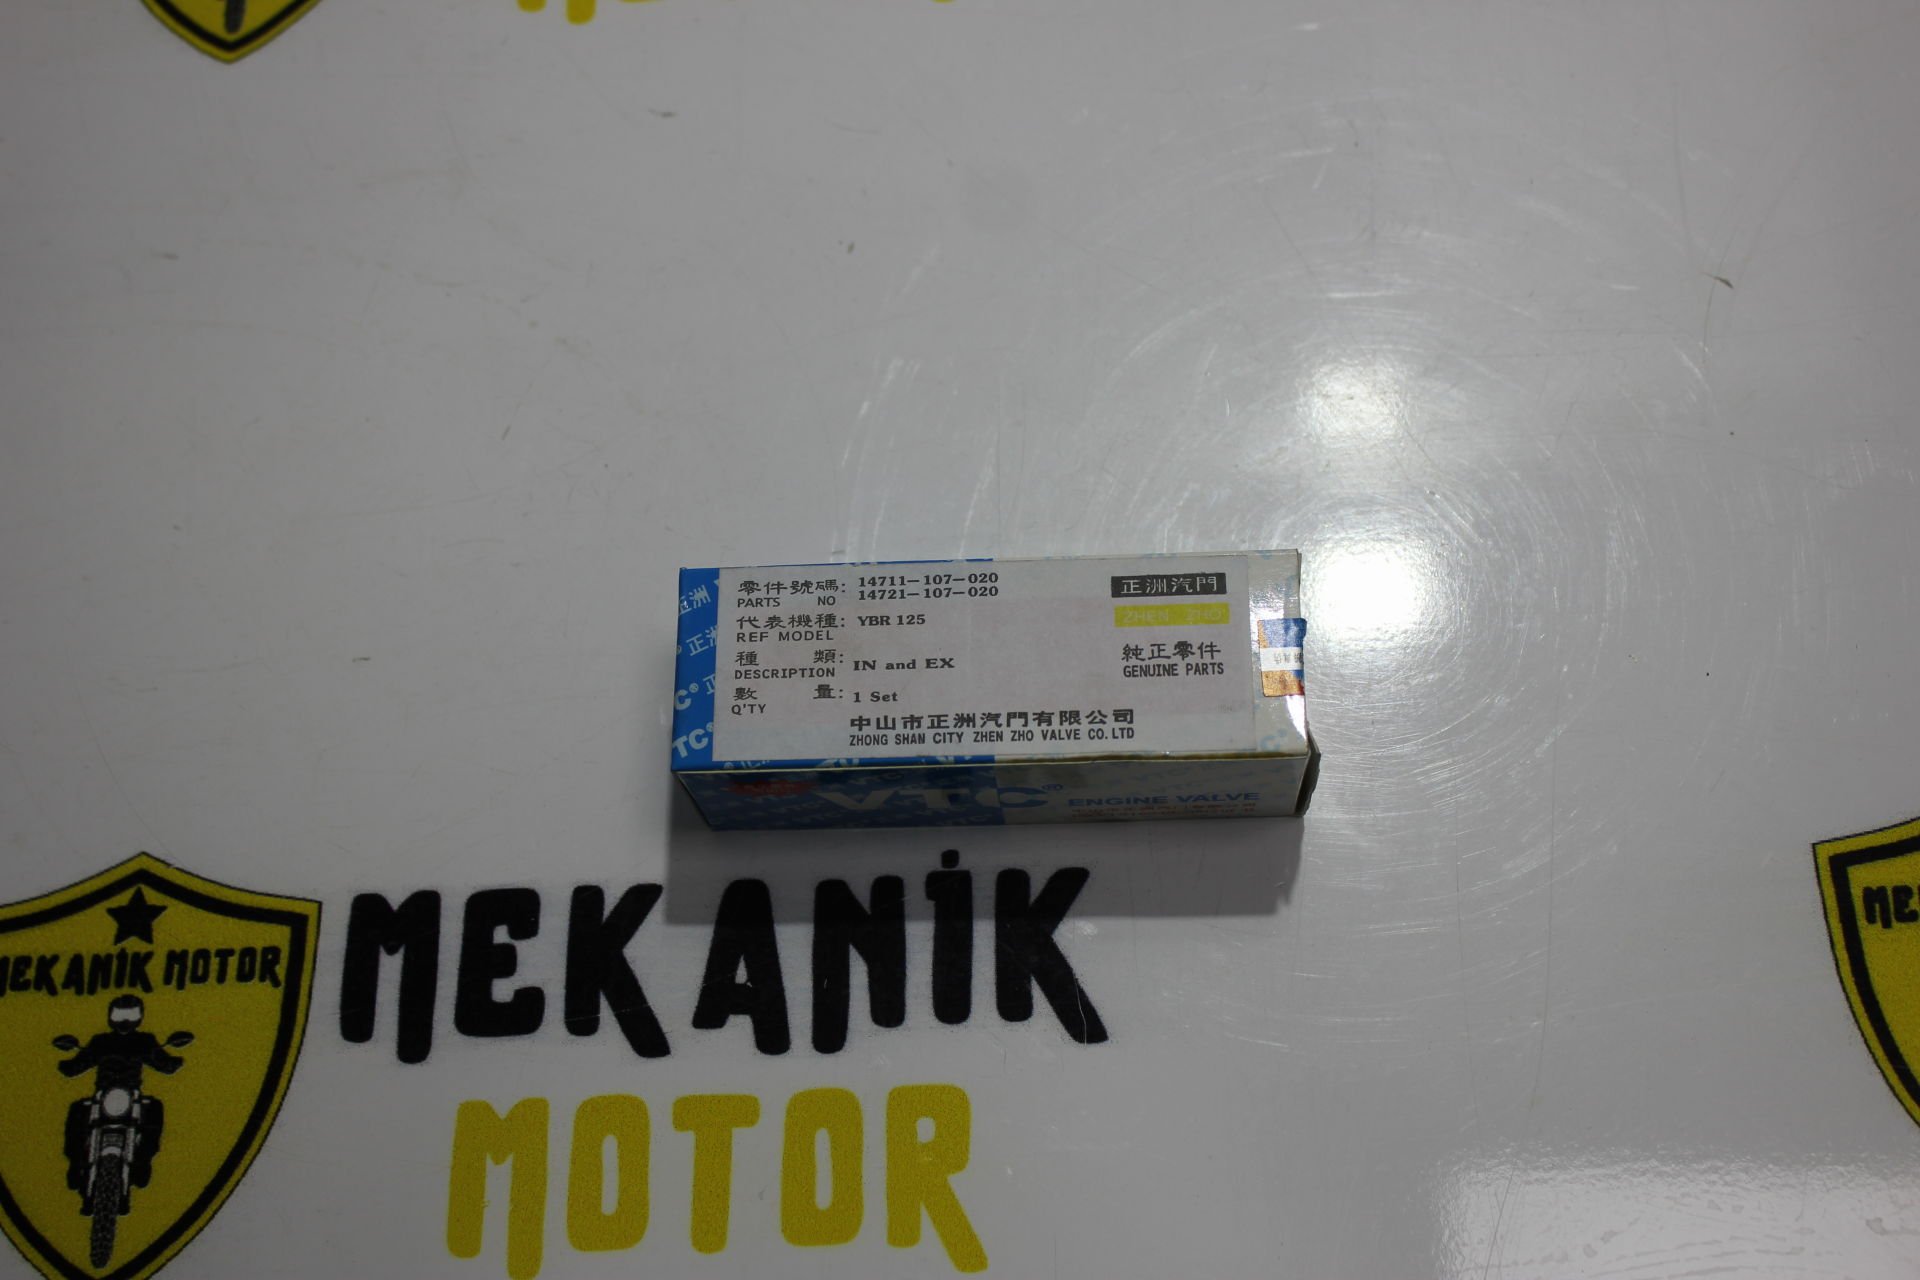 零件號碼: 14711-107-020
PARTS NO 14721-107-020
代表機種: YBR 125
REF MODEL
種 類: IN and EX
DESCRIPTION
數 量: 1 Set
Q'TY
正洲汽門
ZHEN ZHO
純正零件
GENUINE PARTS
中山市正洲汽門有限公司
ZHONG SHAN CITY ZHEN ZHO VALVE CO.LTD
VTC® ENGINE VALVE
MEKANİK
MOTOR
MEKANİK MOTOR